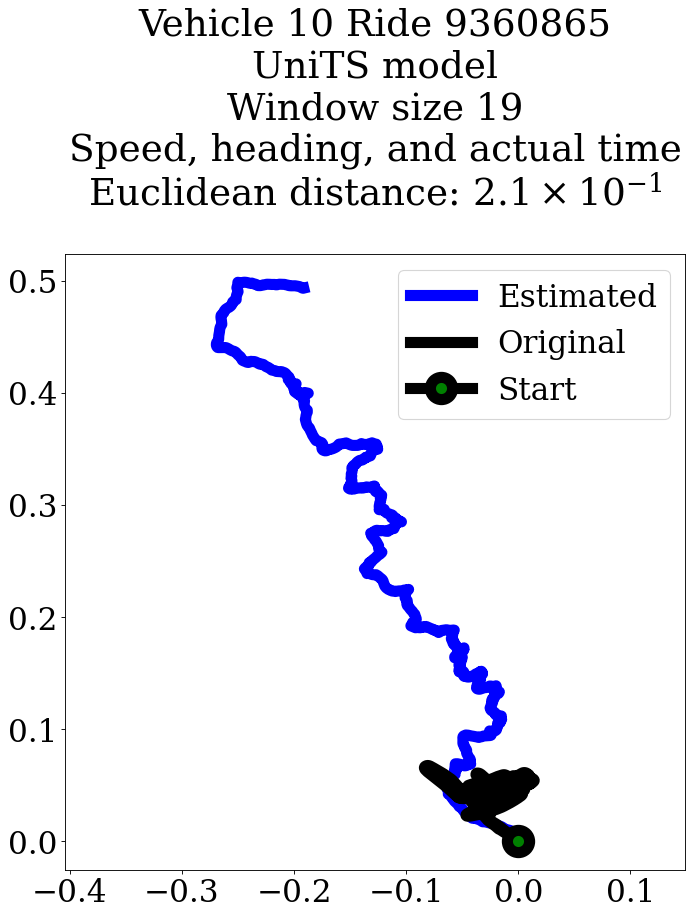 Vehicle 10 Ride 9360865
UniTS model
Window size 19
Speed, heading, and actual time
Euclidean distance: $2.1 \times 10^{-1}$
Estimated
Original
Start
0.5
0.4
0.3
0.2
0.1
0.0
−0.4 −0.3 −0.2 −0.1 0.0 0.1